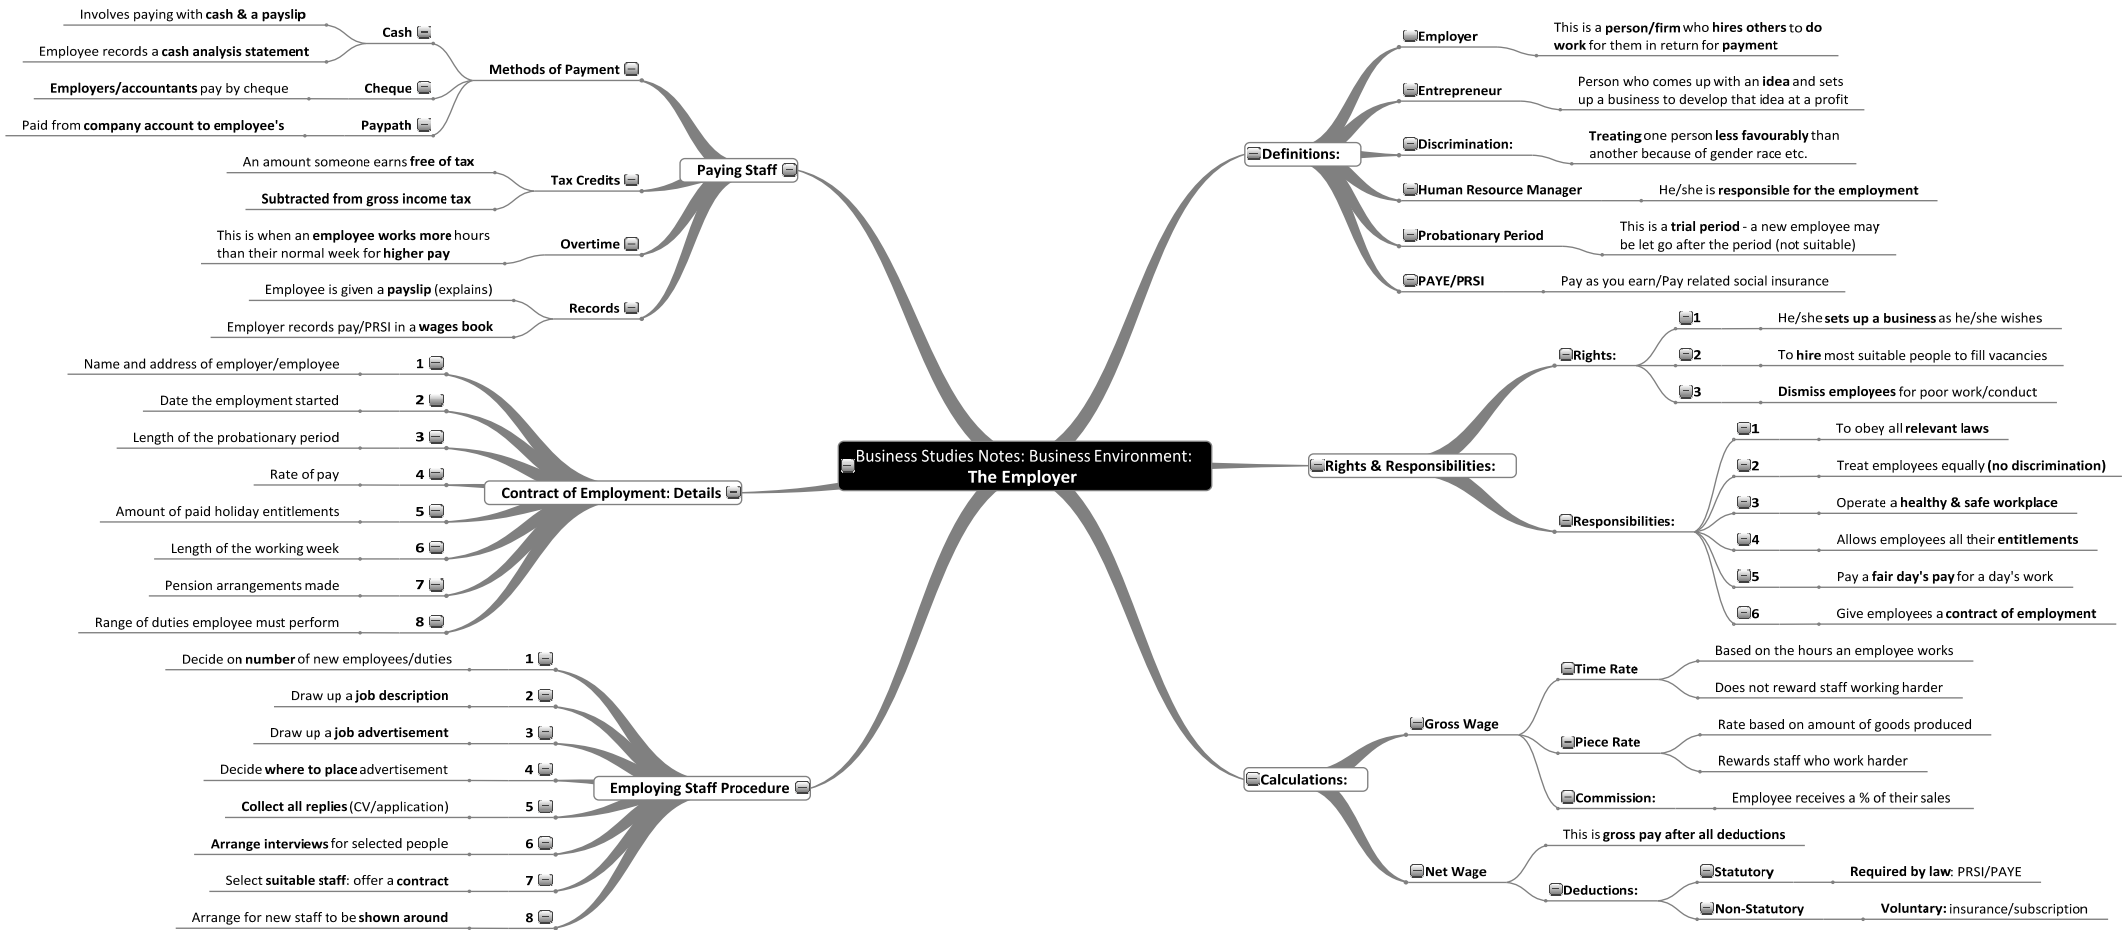 Business Studies Notes: Business Environment:
The Employer
Paying Staff
Methods of Payment
Cash
Involves paying with cash & a payslip
Employee records a cash analysis statement
Cheque
Employers/accountants pay by cheque
Paypath
Paid from company account to employee's
Tax Credits
An amount someone earns free of tax
Subtracted from gross income tax
Overtime
This is when an employee works more hours
than their normal week for higher pay
Records
Employee is given a payslip (explains)
Employer records pay/PRSI in a wages book
Contract of Employment: Details
1
Name and address of employer/employee
2
Date the employment started
3
Length of the probationary period
4
Rate of pay
5
Amount of paid holiday entitlements
6
Length of the working week
7
Pension arrangements made
8
Range of duties employee must perform
Employing Staff Procedure
1
Decide on number of new employees/duties
2
Draw up a job description
3
Draw up a job advertisement
4
Decide where to place advertisement
5
Collect all replies (CV/application)
6
Arrange interviews for selected people
7
Select suitable staff: offer a contract
8
Arrange for new staff to be shown around
Definitions:
Employer
This is a person/firm who hires others to do
work for them in return for payment
Entrepreneur
Person who comes up with an idea and sets
up a business to develop that idea at a profit
Discrimination:
Treating one person less favourably than
another because of gender race etc.
Human Resource Manager
He/she is responsible for the employment
Probationary Period
This is a trial period - a new employee may
be let go after the period (not suitable)
PAYE/PRSI
Pay as you earn/Pay related social insurance
Rights & Responsibilities:
Rights:
1
He/she sets up a business as he/she wishes
2
To hire most suitable people to fill vacancies
3
Dismiss employees for poor work/conduct
Responsibilities:
1
To obey all relevant laws
2
Treat employees equally (no discrimination)
3
Operate a healthy & safe workplace
4
Allows employees all their entitlements
5
Pay a fair day's pay for a day's work
6
Give employees a contract of employment
Calculations:
Gross Wage
Time Rate
Based on the hours an employee works
Does not reward staff working harder
Piece Rate
Rate based on amount of goods produced
Rewards staff who work harder
Commission:
Employee receives a % of their sales
Net Wage
This is gross pay after all deductions
Deductions:
Statutory
Required by law: PRSI/PAYE
Non-Statutory
Voluntary: insurance/subscription